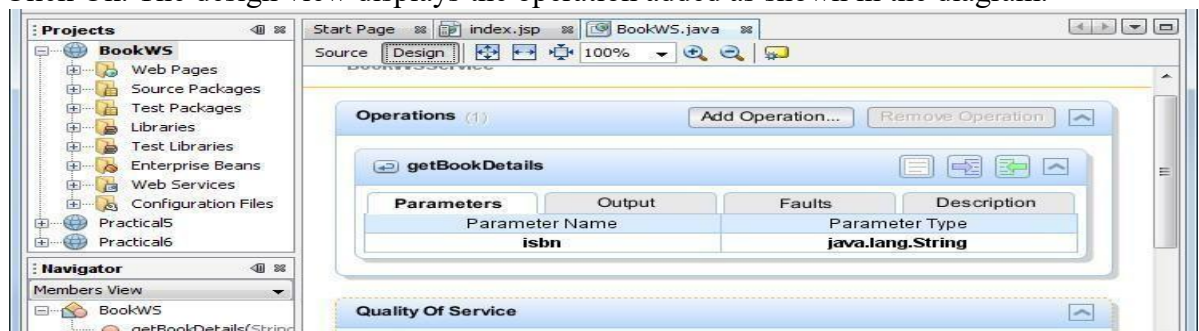 Click OK. The design view displays the operation added as shown in the diagram.
Projects
BookWS
Web Pages
Source Packages
Test Packages
Libraries
Test Libraries
Enterprise Beans
Web Services
Configuration Files
Practical5
Practical6
Navigator
Members View
BookWS
getBookDetails(String
Start Page index.jsp BookWS.java
Source Design 100%
BookWSService
Operations (1) Add Operation... Remove Operation
getBookDetails
Parameters Output Faults Description
Parameter Name Parameter Type
isbn java.lang.String
Quality Of Service